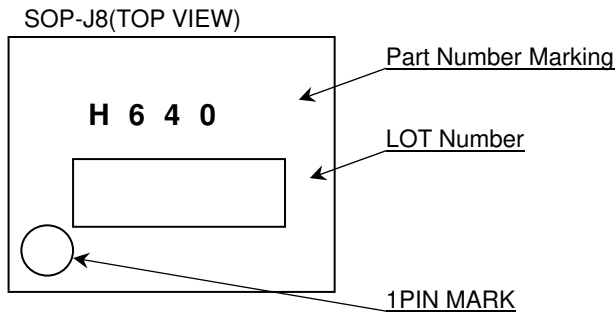 SOP-J8(TOP VIEW)
Part Number Marking
H 6 4 0
LOT Number
1PIN MARK